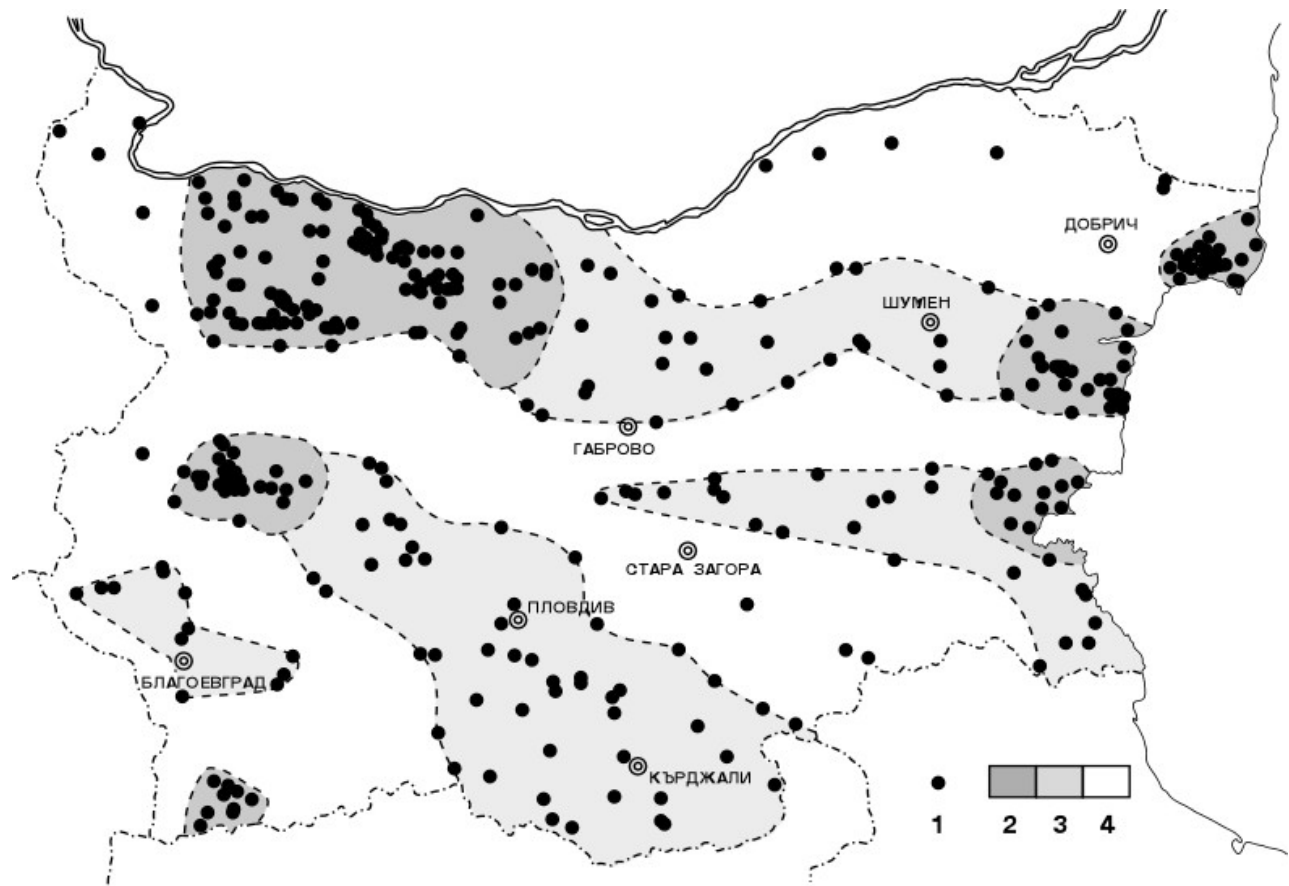 ДОБРИЧ
ШУМЕН
ГАБРОВО
СТАРА ЗАГОРА
ПЛОВДИВ
БЛАГОЕВГРАД
КЪРДЖАЛИ
1 2 3 4